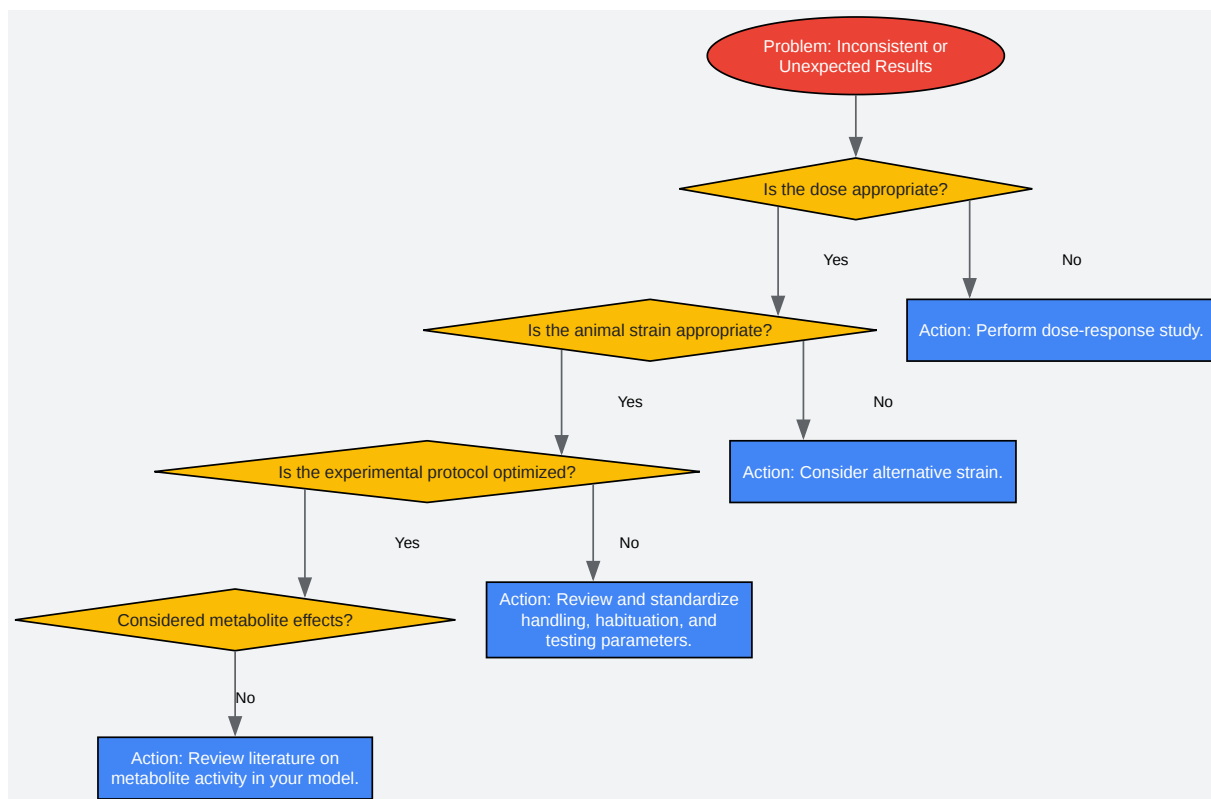 Problem: Inconsistent or
Unexpected Results
Is the dose appropriate?
Yes
No
Is the animal strain appropriate?
Action: Perform dose-response study.
Yes
No
Is the experimental protocol optimized?
Action: Consider alternative strain.
Yes
No
Considered metabolite effects?
Action: Review and standardize
handling, habituation, and
testing parameters.
No
Action: Review literature on
metabolite activity in your model.